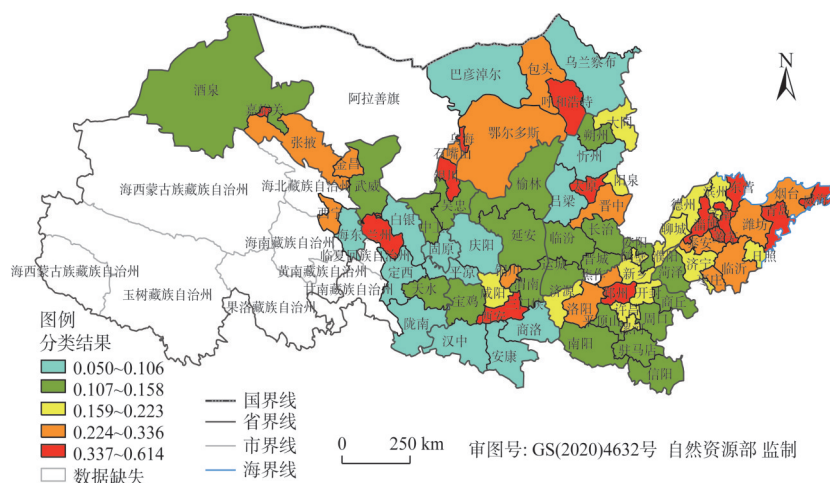 乌兰察布
巴彦淖尔
包头
N
酒泉
阿拉善旗
呼和浩特
大同
鄂尔多斯
朔州
张掖
石嘴山
忻州
金昌
海西蒙古族藏族自治州
海北藏族自治州
武威
榆林
阳泉
吕梁
晋中
德州
烟台
白银
海东
延安
临汾
长治
聊城
潍坊
固原
庆阳
海南藏族自治州
临夏回族自治州
海西蒙古族藏族自治州
黄南藏族自治州
定西
平凉
济宁
日照
临沂
玉树藏族自治州
甘南藏族自治州
果洛藏族自治州
天水
宝鸡
咸阳
渭南
济源
新乡
菏泽
洛阳
商丘
陇南
商洛
周口
汉中
安康
南阳
驻马店
信阳
图例
分类结果
0.050~0.106
0.107~0.158
0.159~0.223
0.224~0.336
0.337~0.614
数据缺失
国界线
省界线
市界线
海界线
0 250 km
审图号: GS(2020)4632号 自然资源部 监制